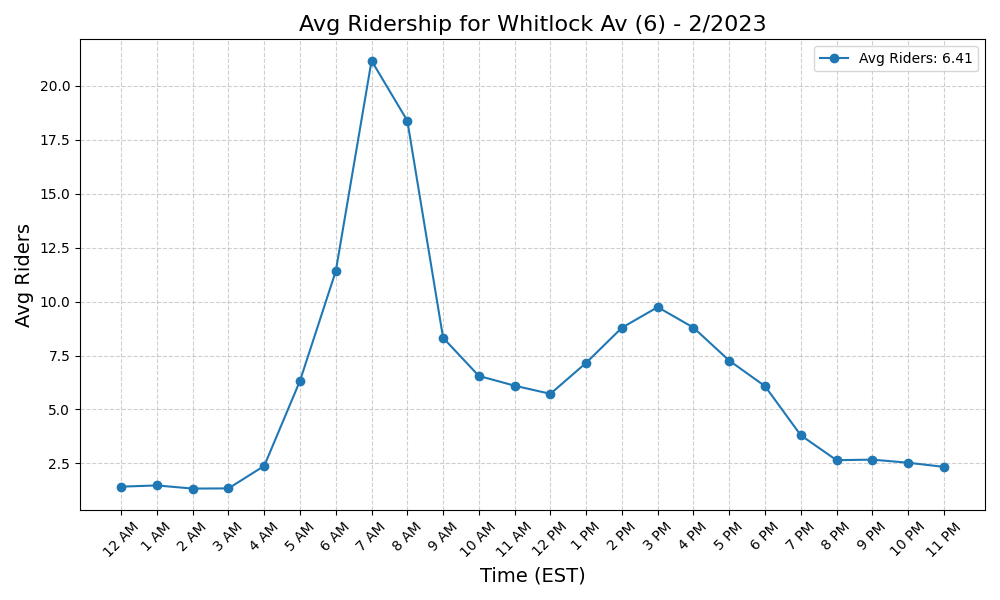 Avg Ridership for Whitlock Av (6) - 2/2023
Avg Riders: 6.41
Avg Riders
20.0
17.5
15.0
12.5
10.0
7.5
5.0
2.5
12 AM
1 AM
2 AM
3 AM
4 AM
5 AM
6 AM
7 AM
8 AM
9 AM
10 AM
11 AM
12 PM
1 PM
2 PM
3 PM
4 PM
5 PM
6 PM
7 PM
8 PM
9 PM
10 PM
11 PM
Time (EST)